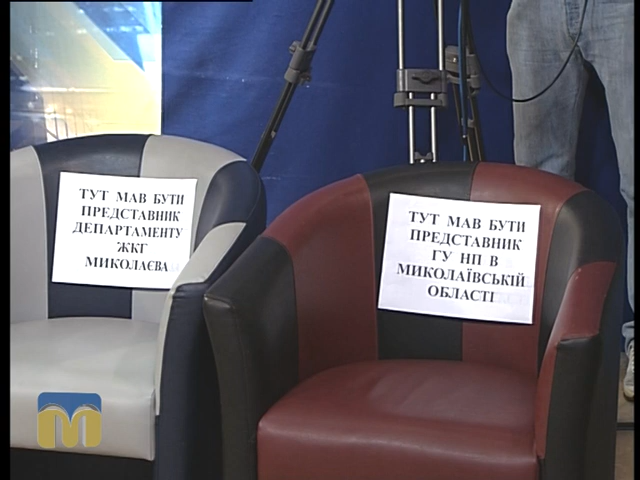 ТУТ МАВ БУТИ
ПРЕДСТАВНИК
ДЕПАРТАМЕНТУ
ЖКГ
МИКОЛАЄВА
ТУТ МАВ БУТИ
ПРЕДСТАВНИК
ГУ НП В
МИКОЛАЇВСЬКІЙ
ОБЛАСТІ
M